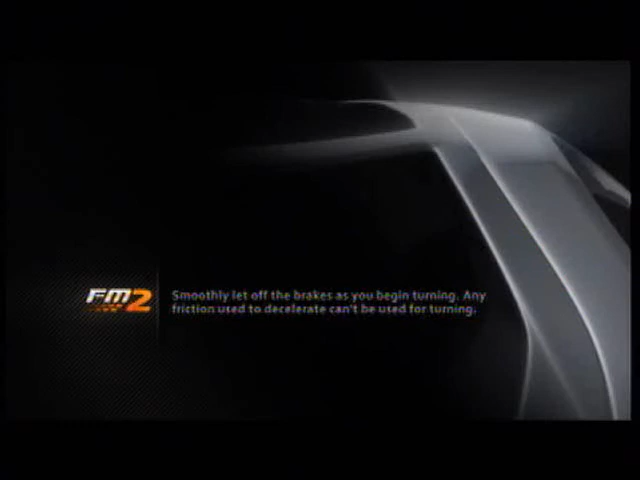 FM2
Smoothly let off the brakes as you begin turning. Any
friction used to decelerate can't be used for turning.